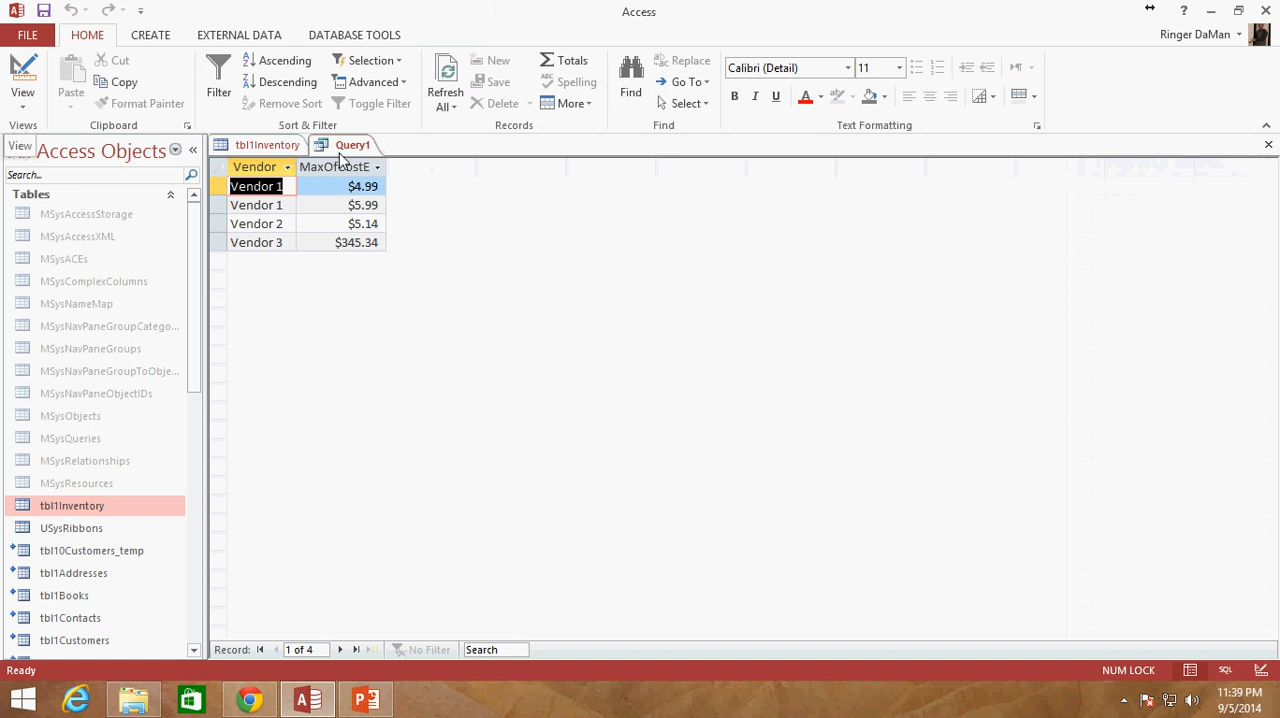 Access
Ringer DaMan
FILE HOME CREATE EXTERNAL DATA DATABASE TOOLS
View
Views
Paste
Cut
Copy
Format Painter
Clipboard
Filter
Ascending
Descending
Remove Sort
Selection
Advanced
Toggle Filter
Sort & Filter
Refresh
All
New
Save
Delete
Totals
Spelling
More
Records
Find
Replace
Go To
Select
Find
Calibri (Detail) 11
B I U A
Text Formatting
View
Access Objects
Search...
Tables
MSysAccessStorage
MSysAccessXML
MSysACEs
MSysComplexColumns
MSysNameMap
MSysNavPaneGroupCatego...
MSysNavPaneGroups
MSysNavPaneGroupToObje...
MSysNavPaneObjectIDs
MSysObjects
MSysQueries
MSysRelationships
MSysResources
tbl1Inventory
USysRibbons
tbl10Customers_temp
tbl1Addresses
tbl1Books
tbl1Contacts
tbl1Customers
tbl1Inventory Query1
Vendor MaxOfCostE
Vendor 1 $4.99
Vendor 1 $5.99
Vendor 2 $5.14
Vendor 3 $345.34
Record: 1 of 4 No Filter Search
Ready
NUM LOCK SQL
11:39 PM
9/5/2014